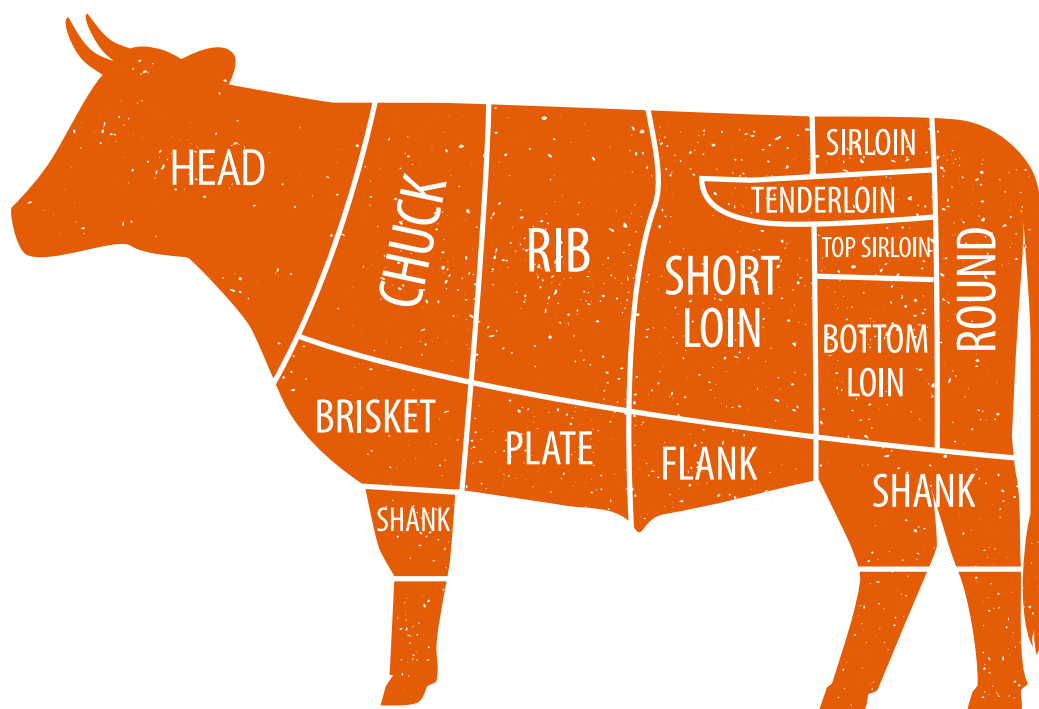 HEAD
CHUCK
RIB
SHORT
LOIN
SIRLOIN
TENDERLOIN
TOP SIRLOIN
BOTTOM
LOIN
ROUND
BRISKET
PLATE
FLANK
SHANK
SHANK